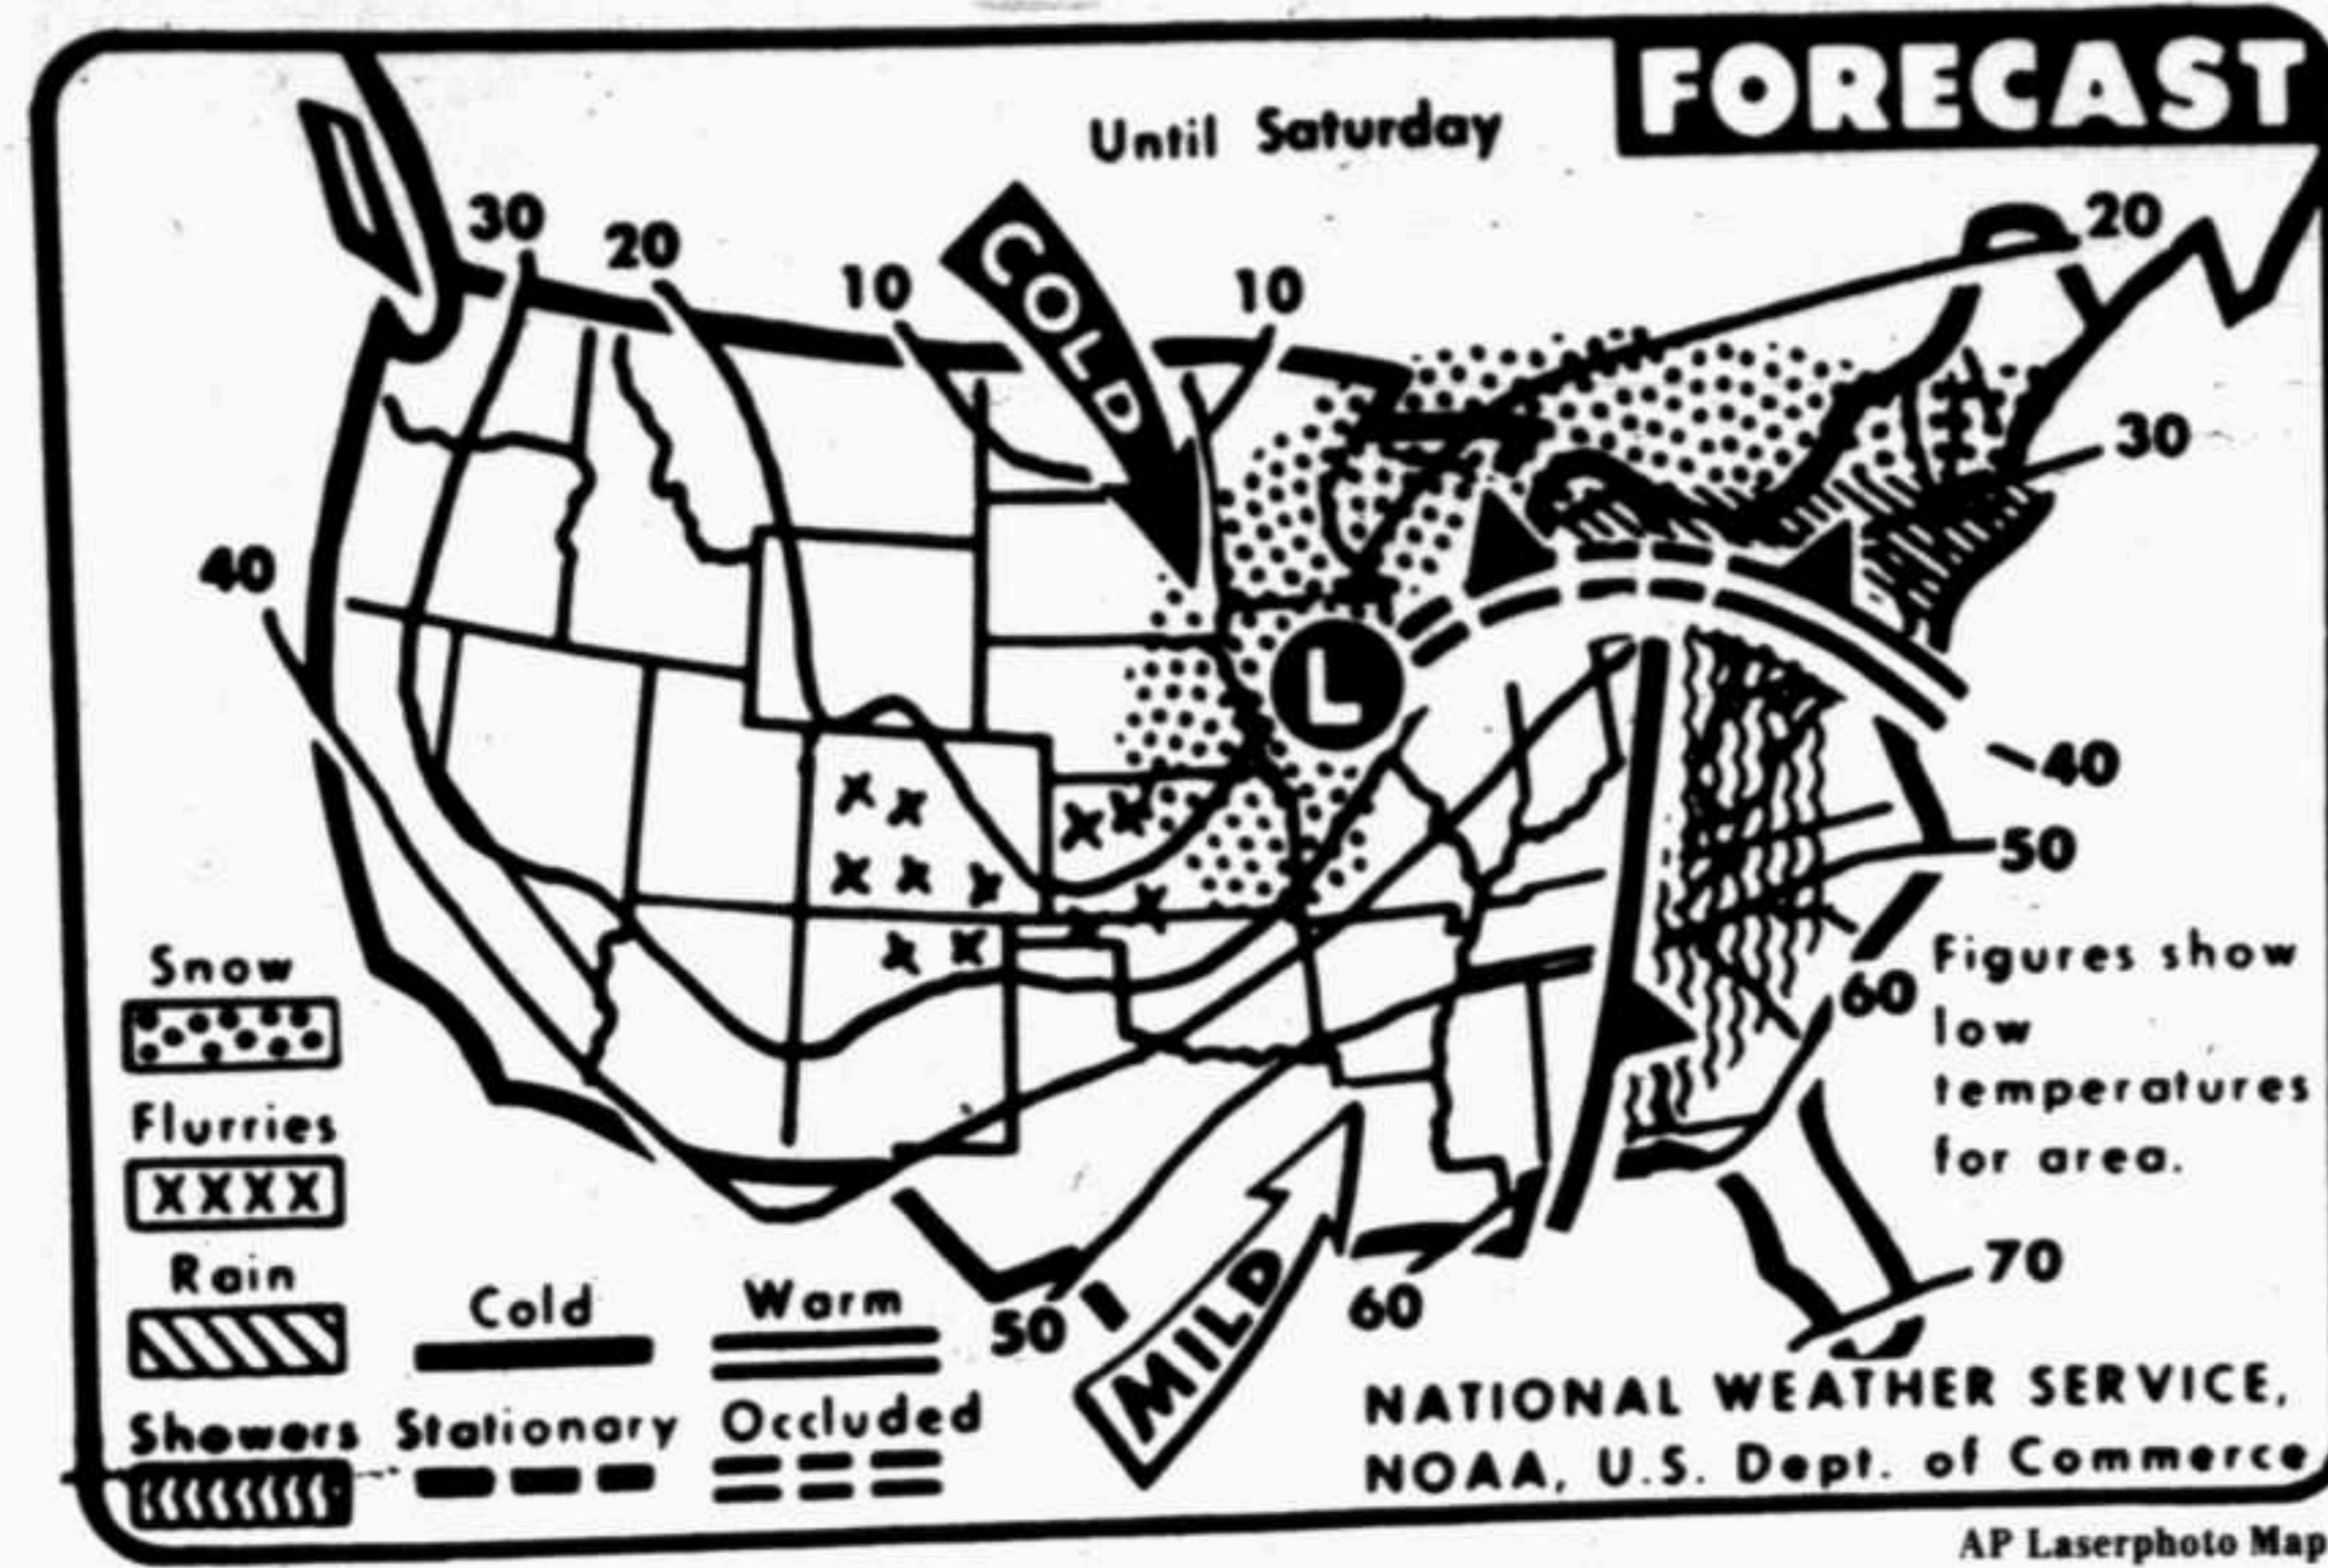 FORECAST
Until Saturday
COLD
30
20
10
10
20
30
40
L
40
50
60
Figures show
low
temperatures
for area.
Snow
Flurries
XXXX
Rain
Showers
Cold
Stationary
Warm
Occluded
50
MILD
60
70
NATIONAL WEATHER SERVICE,
NOAA, U.S. Dept. of Commerce
AP Laserphoto Map